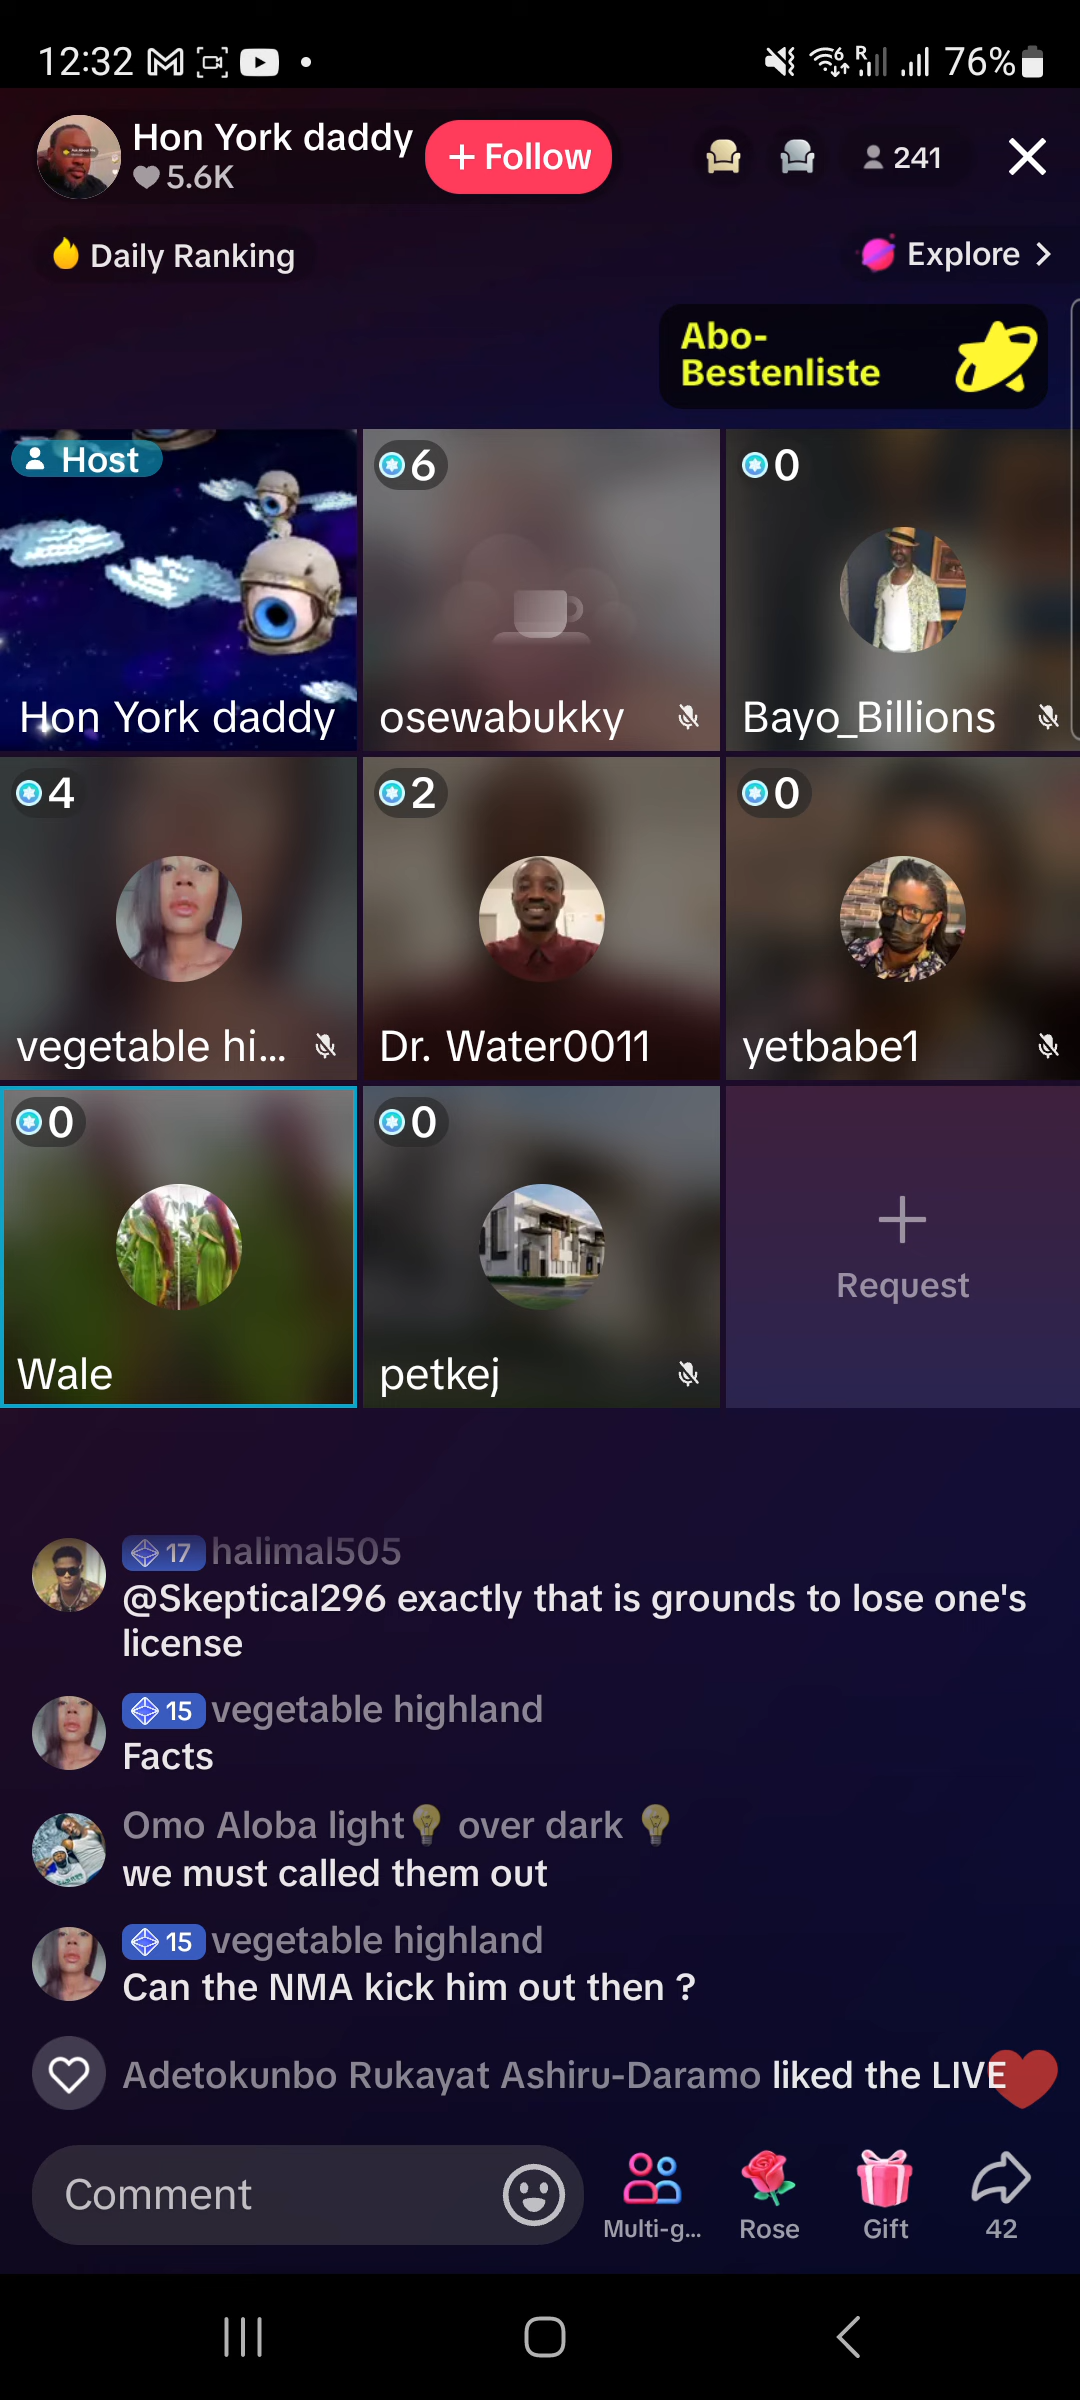 12:32
76%
Hon York daddy
5.6K
+ Follow
241
Daily Ranking
Explore >
Abo-
Bestenliste
Host
6
0
Hon York daddy
osewabukky
Bayo_Billions
4
2
0
vegetable hi...
Dr. Water0011
yetbabe1
0
0
Request
Wale
petkej
17 halimal505
@Skeptical296 exactly that is grounds to lose one's
license
15 vegetable highland
Facts
Omo Aloba light💡 over dark 💡
we must called them out
15 vegetable highland
Can the NMA kick him out then ?
Adetokunbo Rukayat Ashiru-Daramo liked the LIVE
Comment
Multi-g...
Rose
Gift
42